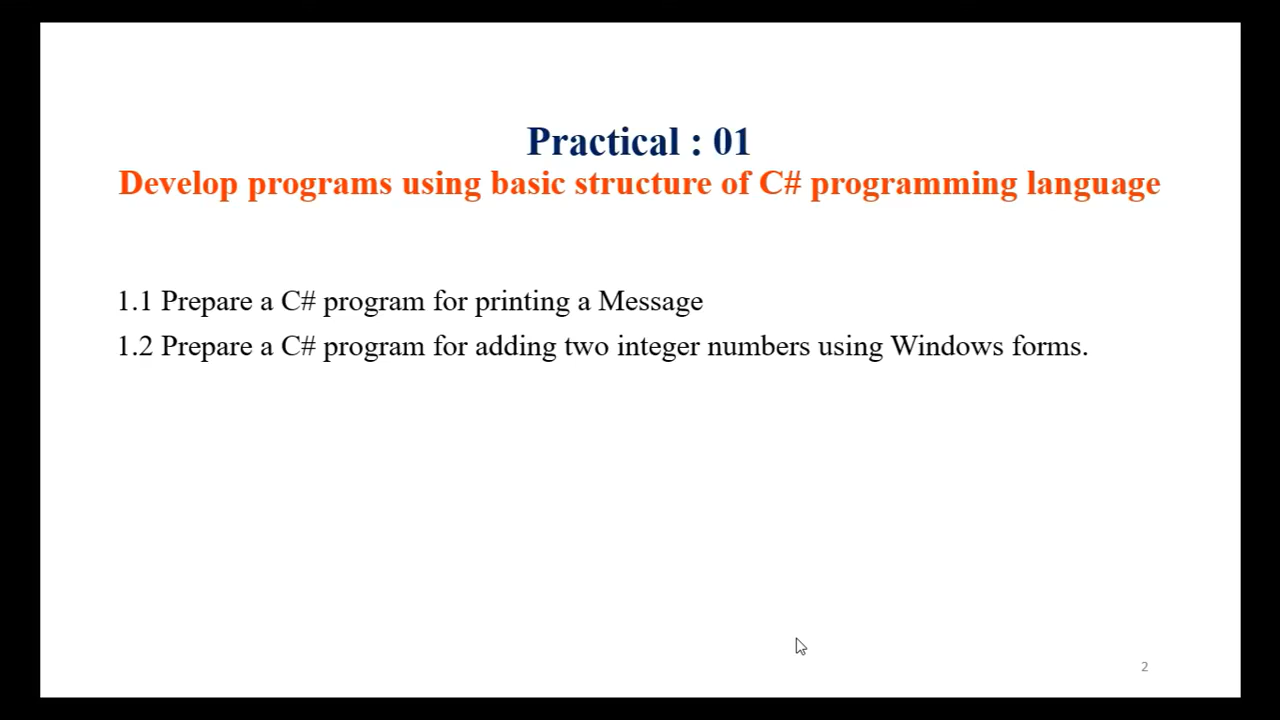 Practical : 01
Develop programs using basic structure of C# programming language
1.1 Prepare a C# program for printing a Message
1.2 Prepare a C# program for adding two integer numbers using Windows forms.
2